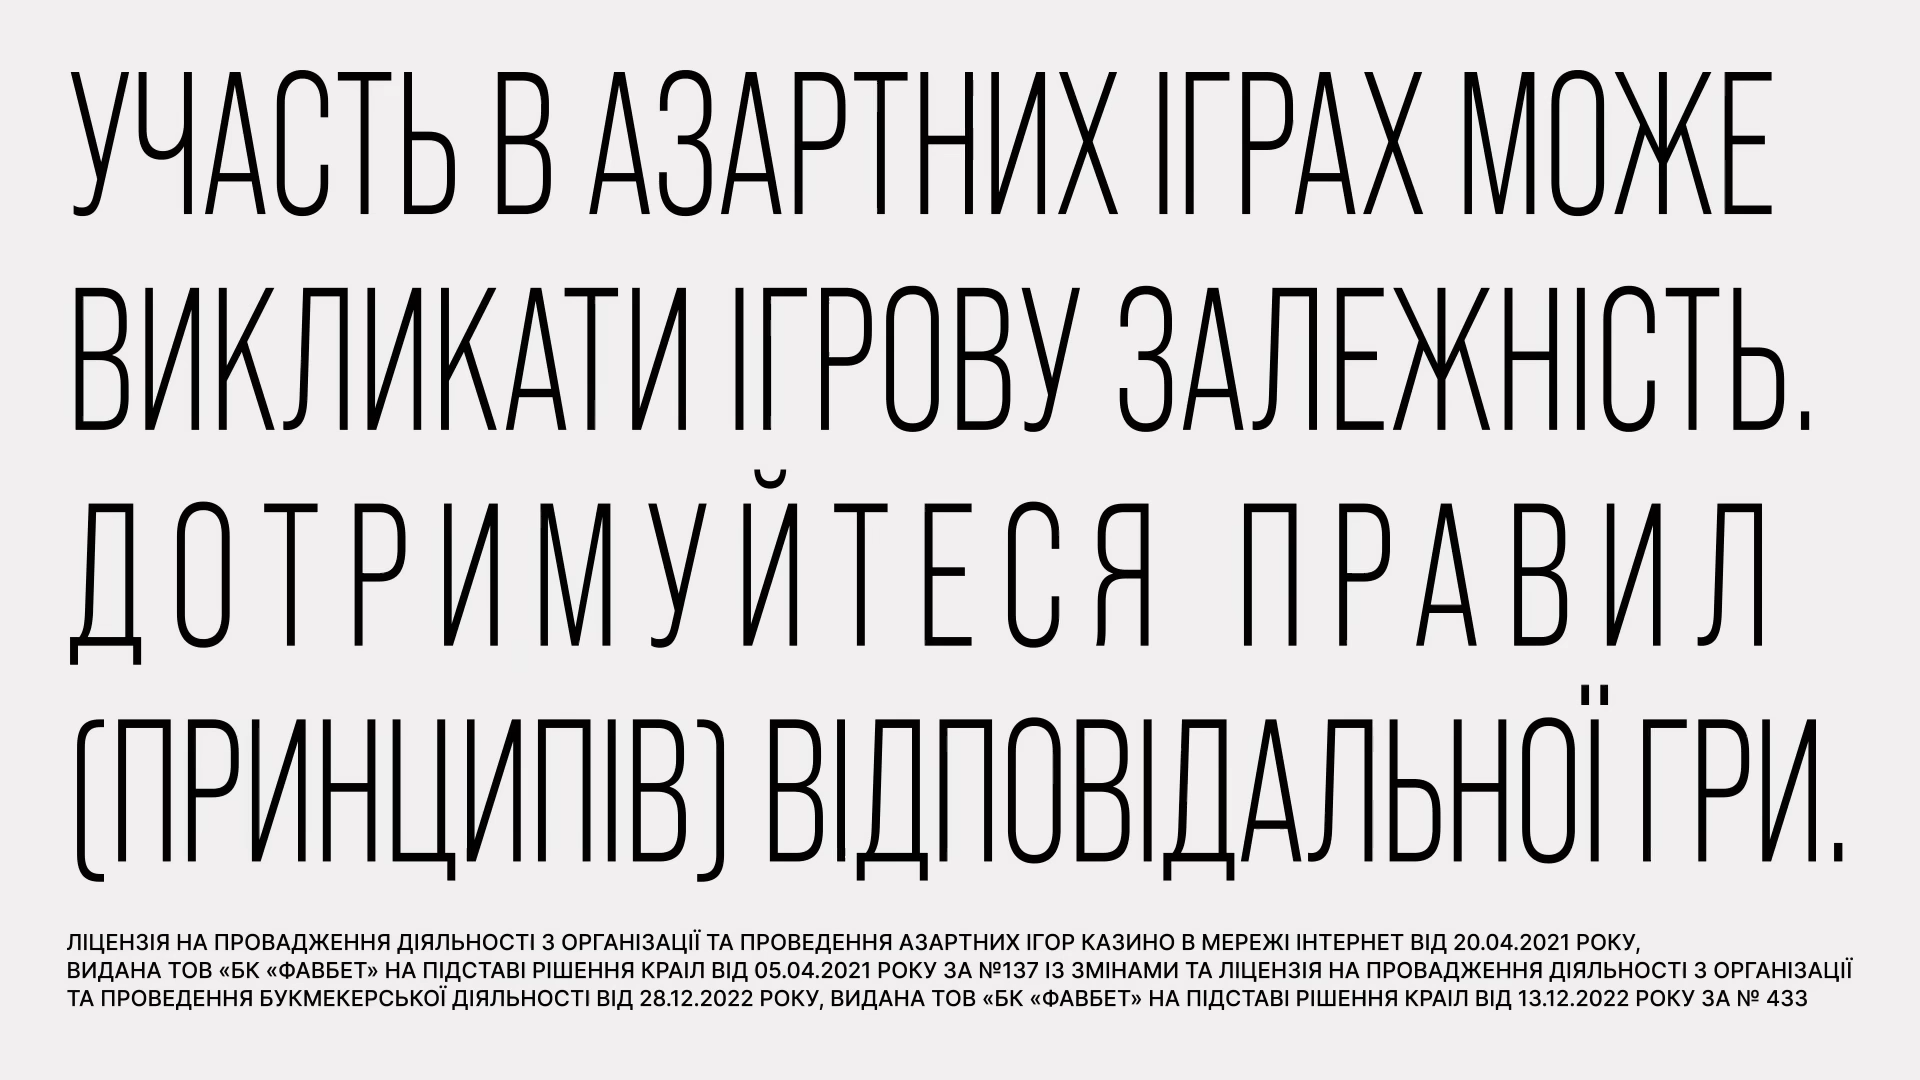 УЧАСТЬ В АЗАРТНИХ ІГРАХ МОЖЕ
ВИКЛИКАТИ ІГРОВУ ЗАЛЕЖНІСТЬ.
ДОТРИМУЙТЕСЯ ПРАВИЛ
(ПРИНЦИПІВ) ВІДПОВІДАЛЬНОЇ ГРИ.
ЛІЦЕНЗІЯ НА ПРОВАДЖЕННЯ ДІЯЛЬНОСТІ З ОРГАНІЗАЦІЇ ТА ПРОВЕДЕННЯ АЗАРТНИХ ІГОР КАЗИНО В МЕРЕЖІ ІНТЕРНЕТ ВІД 20.04.2021 РОКУ,
ВИДАНА ТОВ «БК «ФАВБЕТ» НА ПІДСТАВІ РІШЕННЯ КРАІЛ ВІД 05.04.2021 РОКУ ЗА №137 ІЗ ЗМІНАМИ ТА ЛІЦЕНЗІЯ НА ПРОВАДЖЕННЯ ДІЯЛЬНОСТІ З ОРГАНІЗАЦІЇ
ТА ПРОВЕДЕННЯ БУКМЕКЕРСЬКОЇ ДІЯЛЬНОСТІ ВІД 28.12.2022 РОКУ, ВИДАНА ТОВ «БК «ФАВБЕТ» НА ПІДСТАВІ РІШЕННЯ КРАІЛ ВІД 13.12.2022 РОКУ ЗА № 433